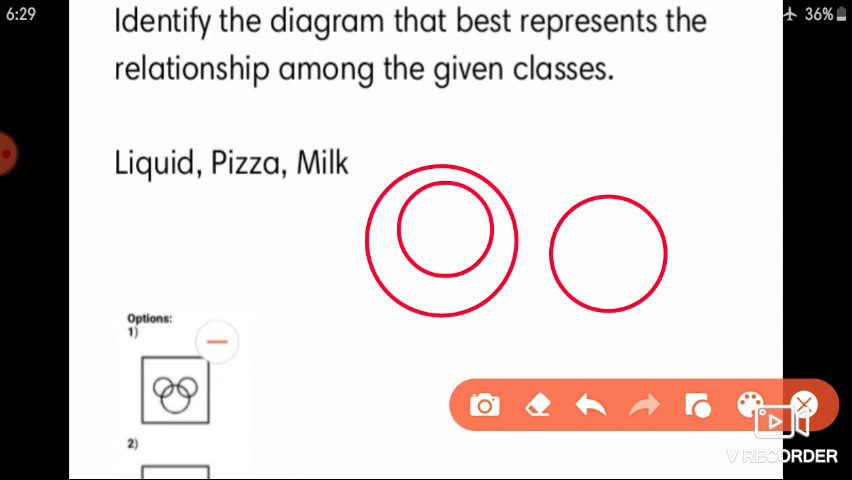 6:29
36%
Identify the diagram that best represents the
relationship among the given classes.
Liquid, Pizza, Milk
Options:
1)
2)
V RECORDER